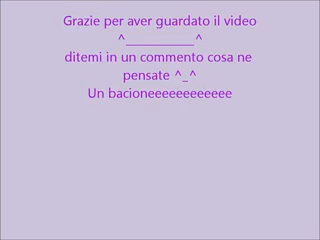 Grazie per aver guardato il video
^__________^
ditemi in un commento cosa ne
pensate ^_^
Un bacioneeeeeeeeeeee